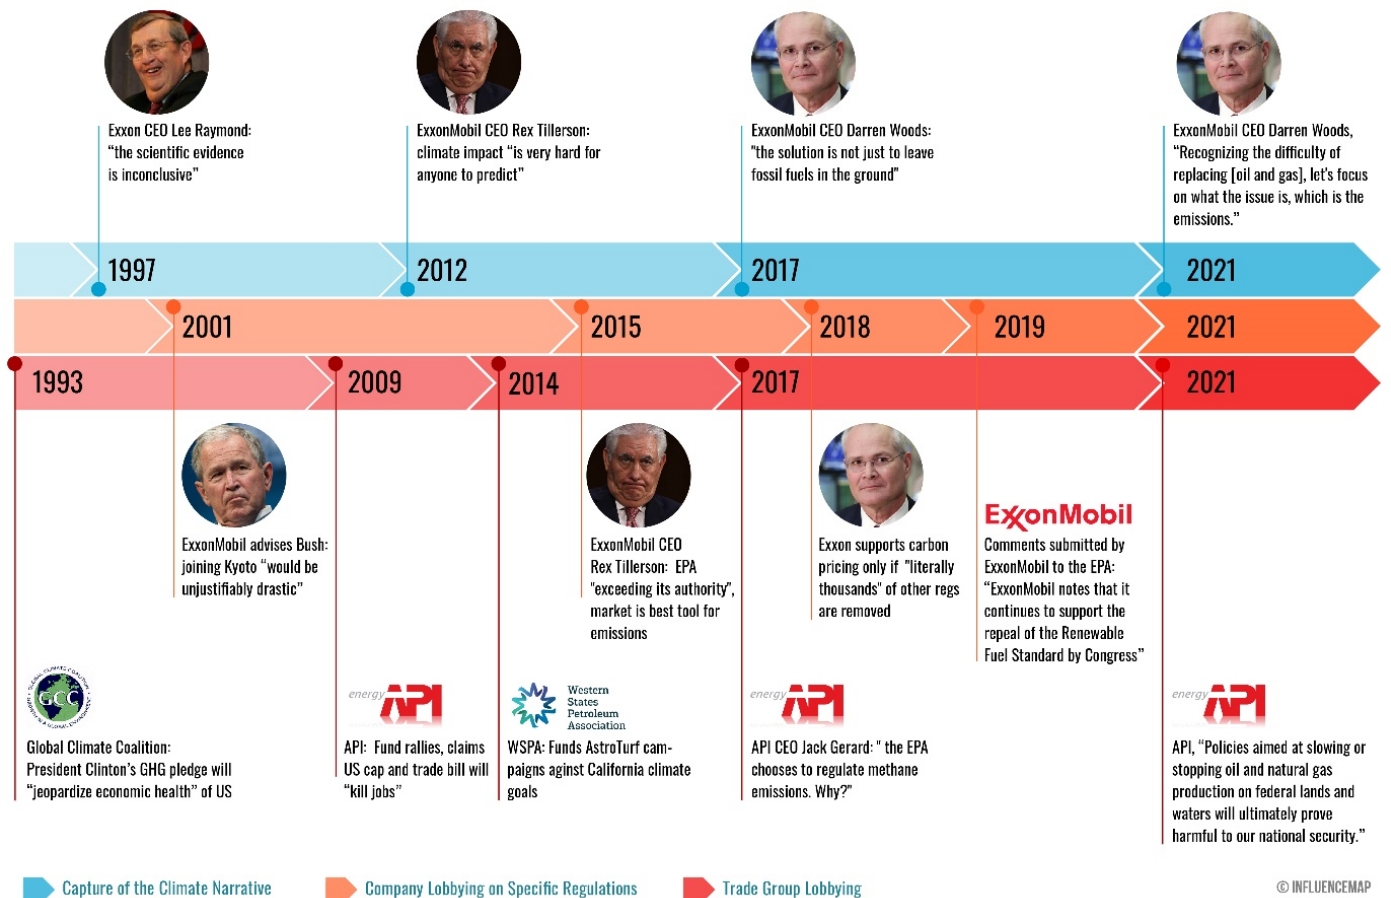 Exxon CEO Lee Raymond:
“the scientific evidence
is inconclusive”
ExxonMobil CEO Rex Tillerson:
climate impact “is very hard for
anyone to predict”
ExxonMobil CEO Darren Woods:
"the solution is not just to leave
fossil fuels in the ground"
ExxonMobil CEO Darren Woods,
“Recognizing the difficulty of
replacing [oil and gas], let's focus
on what the issue is, which is the
emissions.”
1997
2012
2017
2021
2001
2015
2018
2019
2021
1993
2009
2014
2017
2021
ExxonMobil advises Bush:
joining Kyoto “would be
unjustifiably drastic”
ExxonMobil CEO
Rex Tillerson: EPA
"exceeding its authority",
market is best tool for
emissions
Exxon supports carbon
pricing only if "literally
thousands" of other regs
are removed
ExxonMobil
Comments submitted by
ExxonMobil to the EPA:
“ExxonMobil notes that it
continues to support the
repeal of the Renewable
Fuel Standard by Congress”
GCC
Global Climate Coalition:
President Clinton’s GHG pledge will
“jeopardize economic health” of US
energy API
API: Fund rallies, claims
US cap and trade bill will
“kill jobs”
Western
States
Petroleum
Association
WSPA: Funds AstroTurf cam-
paigns against California climate
goals
energy API
API CEO Jack Gerard: " the EPA
chooses to regulate methane
emissions. Why?"
energy API
API, “Policies aimed at slowing or
stopping oil and natural gas
production on federal lands and
waters will ultimately prove
harmful to our national security.”
Capture of the Climate Narrative
Company Lobbying on Specific Regulations
Trade Group Lobbying
© INFLUENCEMAP